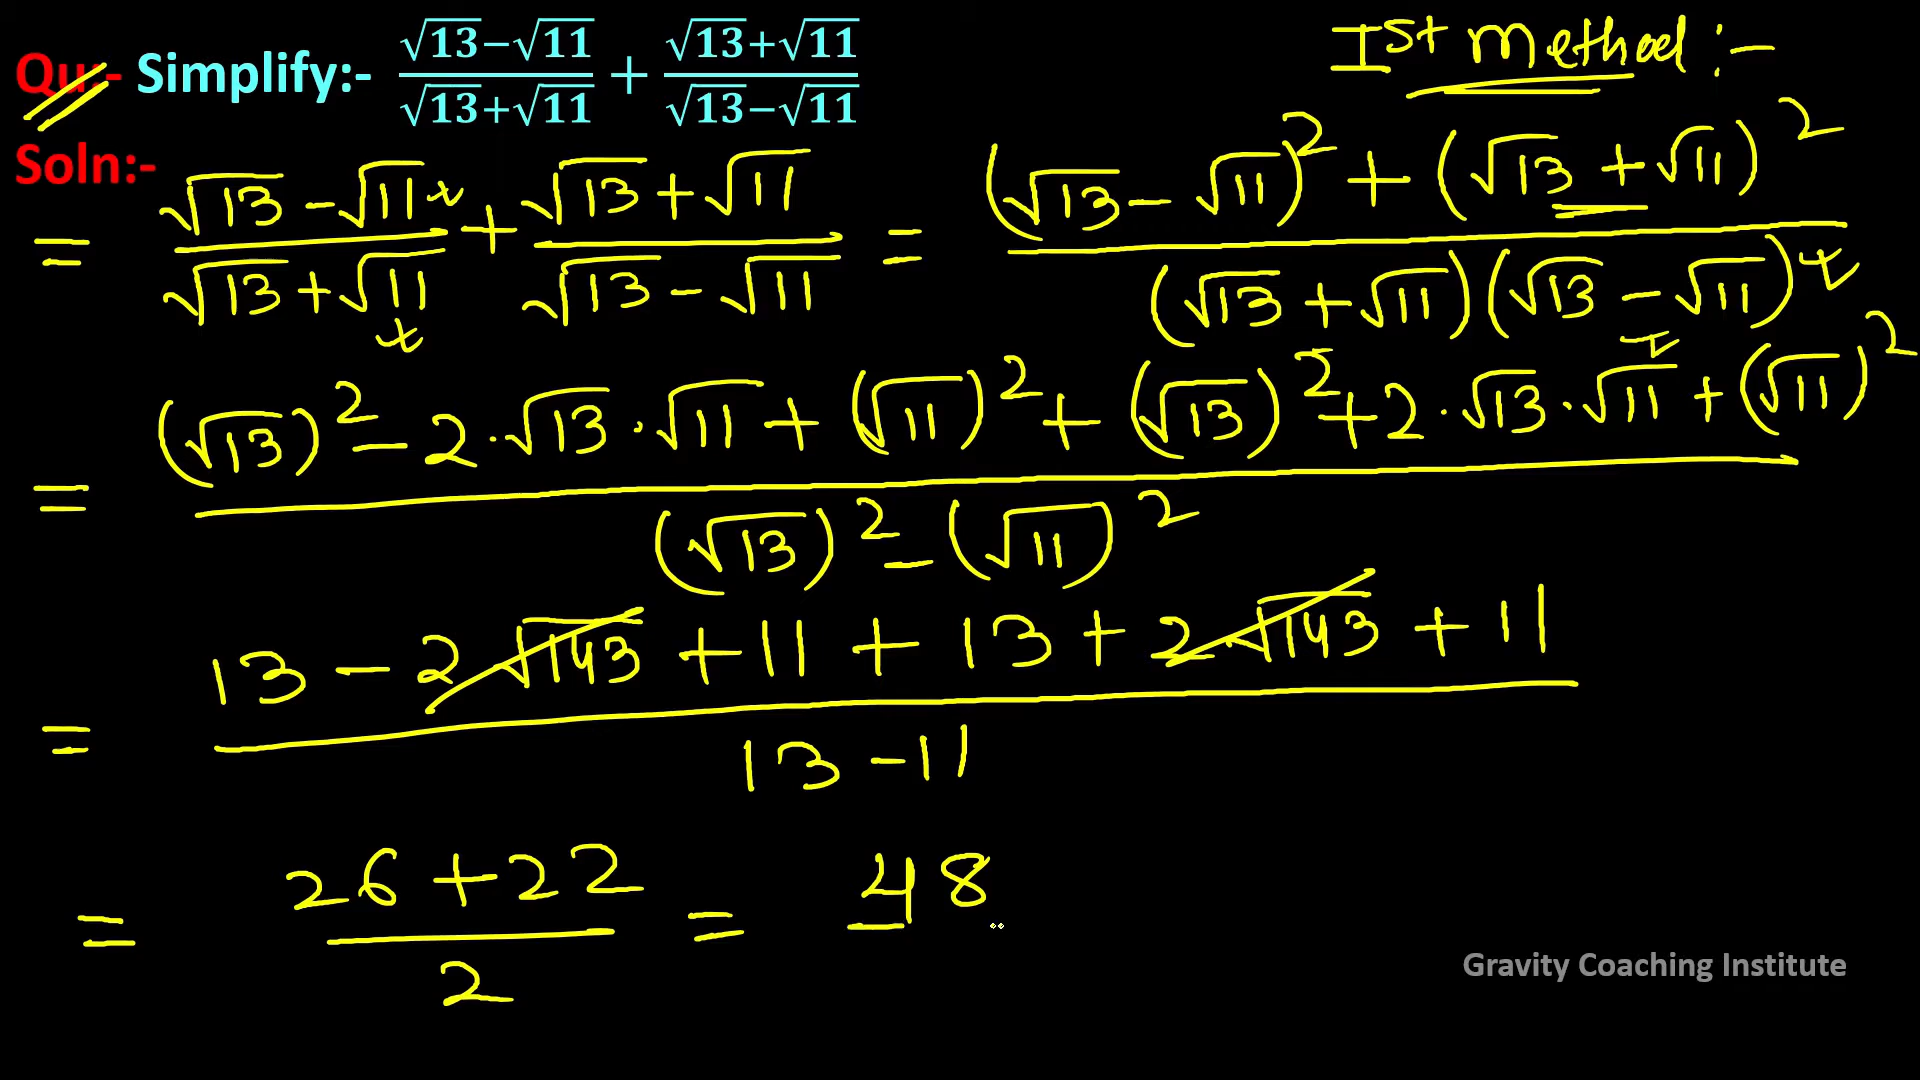 Qu:- Simplify:- (√13−√11)/(√13+√11) + (√13+√11)/(√13−√11)
Ist Method :-
Soln:-
= (√13 − √11)/(√13 + √11) + (√13 + √11)/(√13 − √11) = ((√13 − √11)² + (√13 + √11)²)/((√13 + √11)(√13 − √11))
= ((√13)² − 2·√13·√11 + (√11)² + (√13)² + 2·√13·√11 + (√11)²)/((√13)² − (√11)²)
= (13 − 2√143 + 11 + 13 + 2√143 + 11)/(13 − 11)
= (26 + 22)/2 = 48
Gravity Coaching Institute